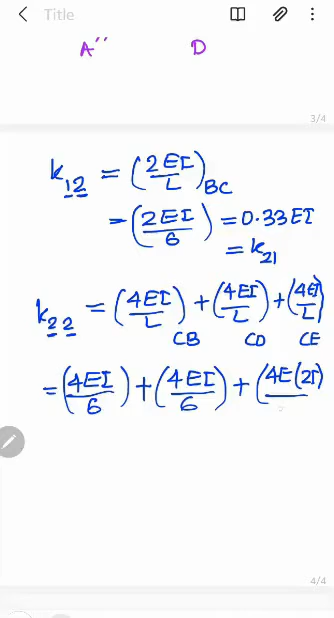 Title
A'' D
3/4
k₁₂ = (2EI/L)BC
= (2EI/6) = 0.33EI
= k₂₁
k₂₂ = (4EI/L)CB + (4EI/L)CD + (4EI/L)CE
= (4EI/6) + (4EI/6) + (4E(2I)
4/4